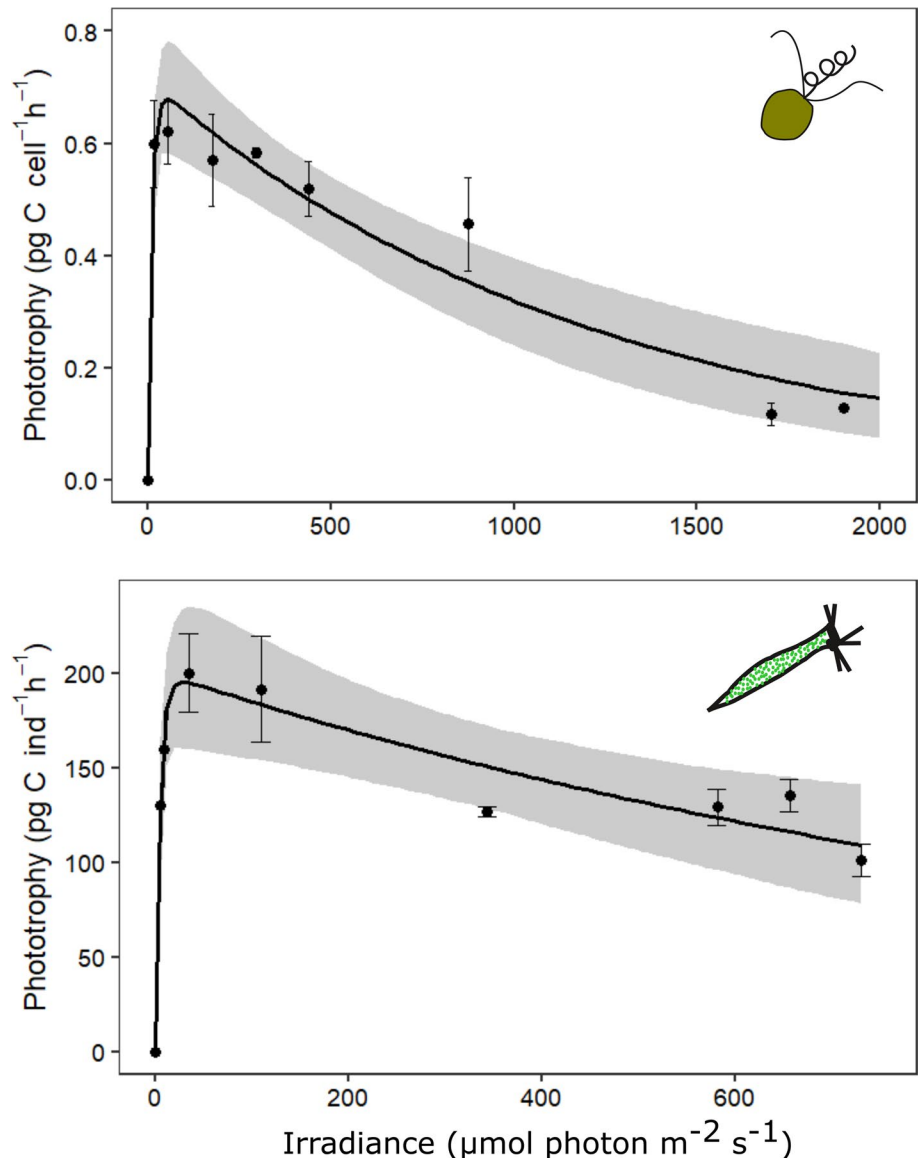 Phototrophy (pg C cell⁻¹h⁻¹)
0.8
0.6
0.4
0.2
0.0
0 500 1000 1500 2000
Phototrophy (pg C ind⁻¹h⁻¹)
200
150
100
50
0
0 200 400 600
Irradiance (µmol photon m⁻² s⁻¹)